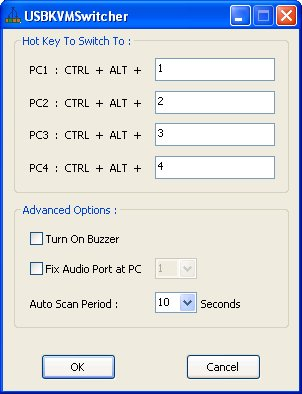 USBKVMSwitcher
Hot Key To Switch To :
PC1 : CTRL + ALT + 1
PC2 : CTRL + ALT + 2
PC3 : CTRL + ALT + 3
PC4 : CTRL + ALT + 4
Advanced Options :
Turn On Buzzer
Fix Audio Port at PC 1
Auto Scan Period : 10 Seconds
OK Cancel